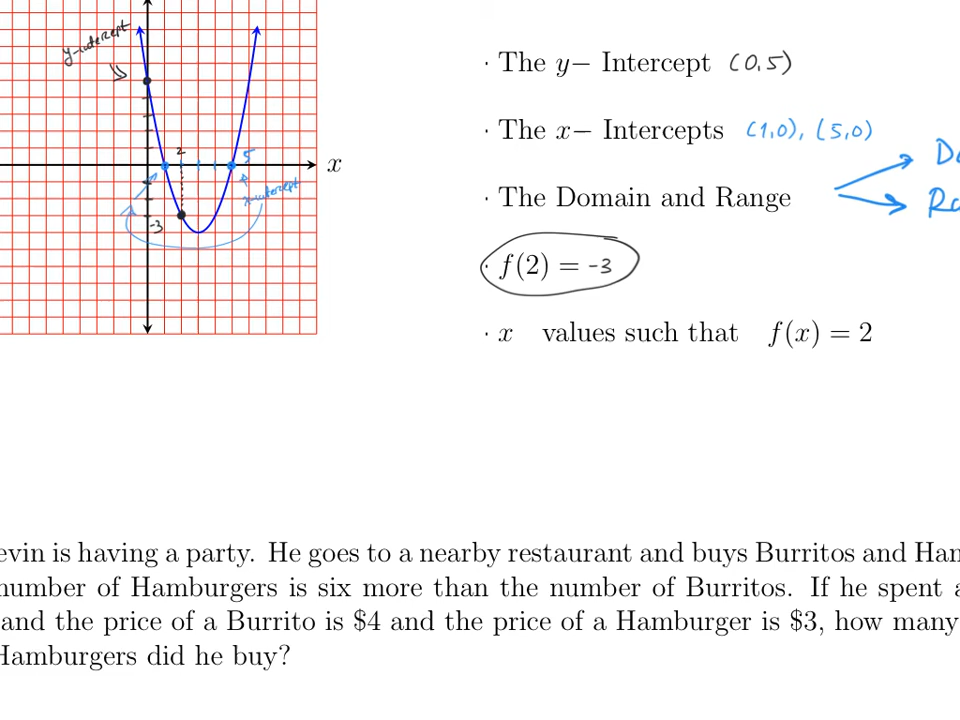 y-intercept
· The y− Intercept (0,5)
2
· The x− Intercepts (1,0), (5,0)
5
x
x-intercept
· The Domain and Range
-3
· f(2) = -3
· x values such that f(x) = 2
evin is having a party. He goes to a nearby restaurant and buys Burritos and Ham
number of Hamburgers is six more than the number of Burritos. If he spent a
and the price of a Burrito is $4 and the price of a Hamburger is $3, how many
Hamburgers did he buy?